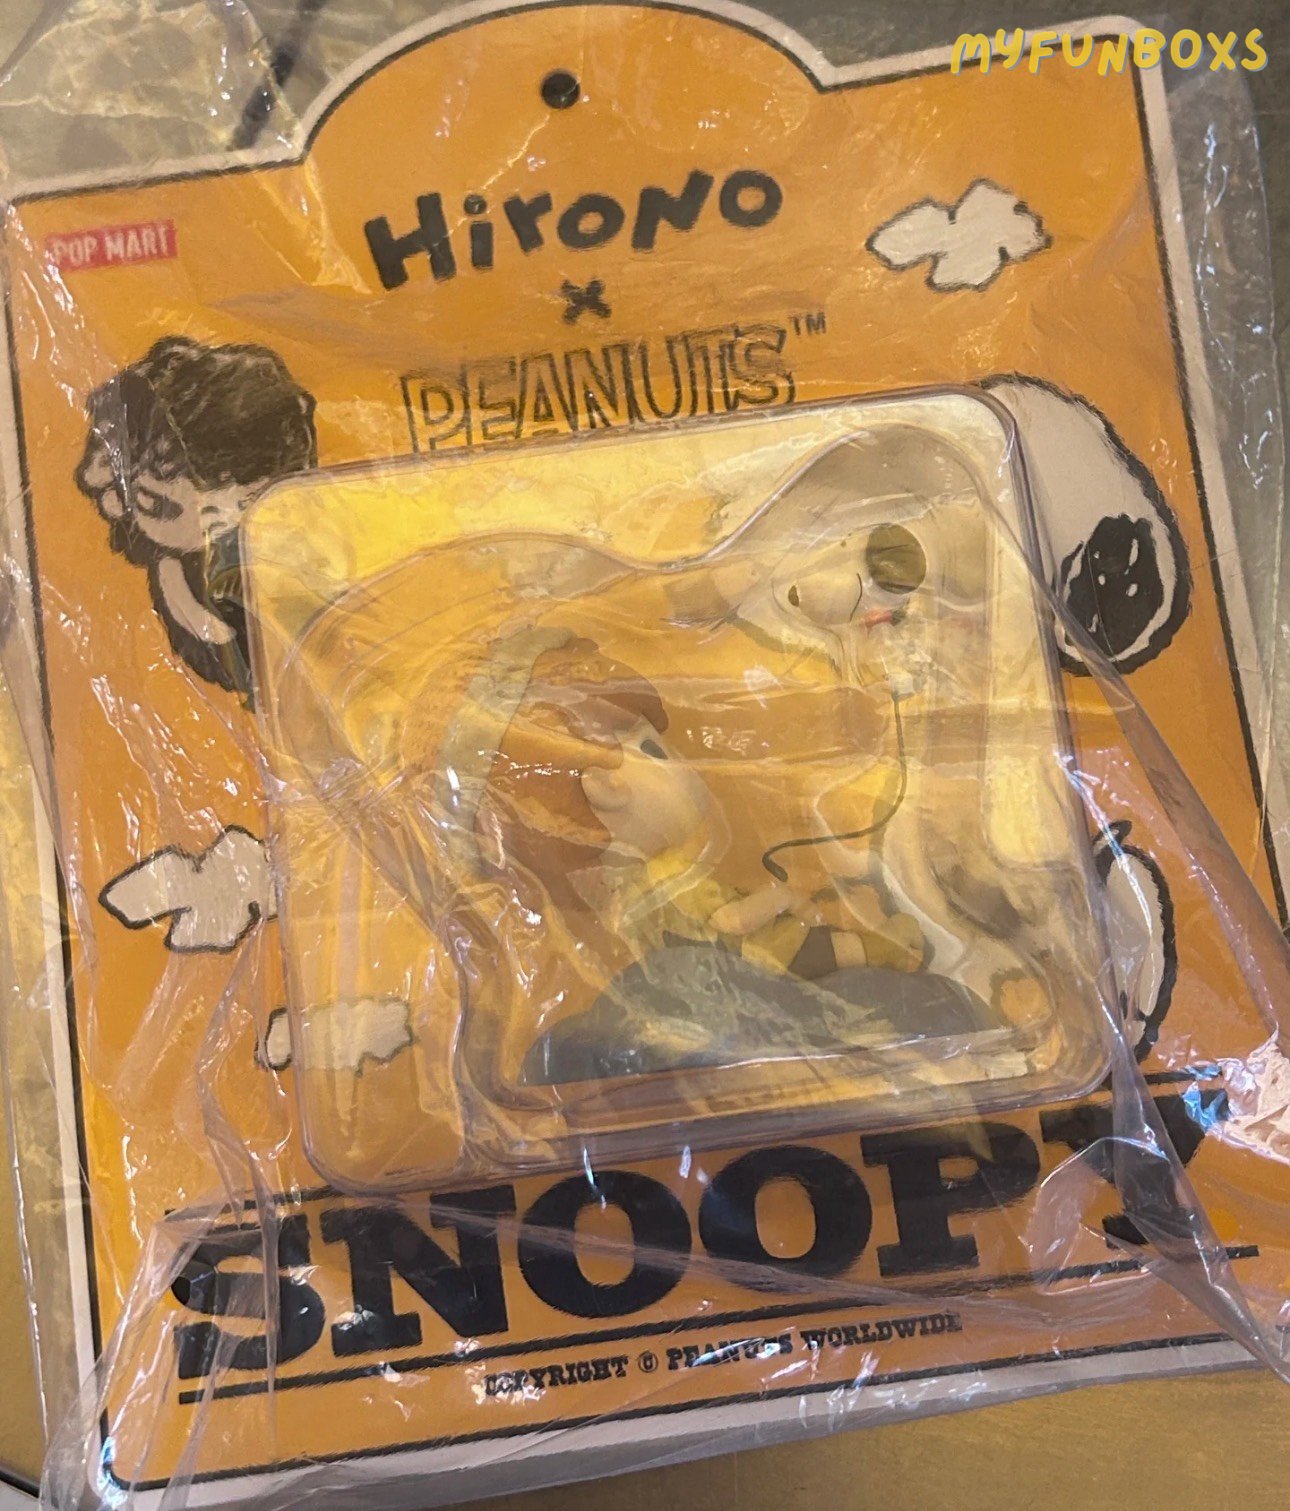 MYFUNBOXS
HiroNo
POP MART
x
PEANUTS™
SNOOPY
COPYRIGHT © PEANUTS WORLDWIDE